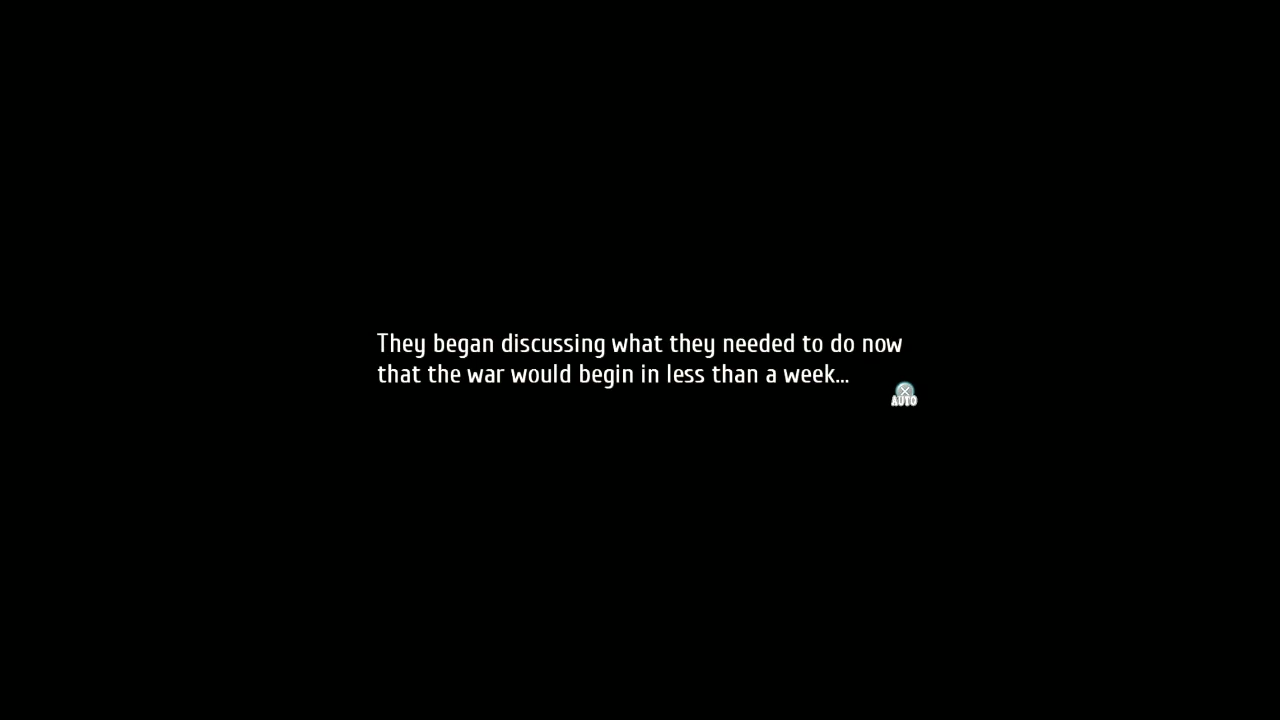 They began discussing what they needed to do now
that the war would begin in less than a week...
AUTO